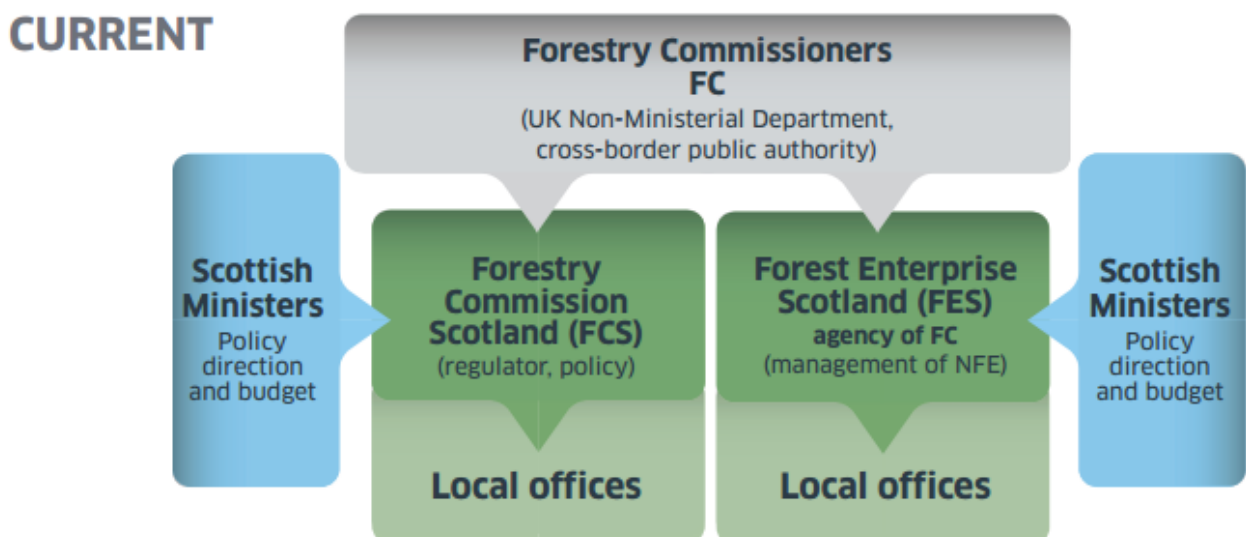 CURRENT
Forestry Commissioners
FC
(UK Non-Ministerial Department,
cross-border public authority)
Scottish
Ministers
Policy
direction
and budget
Forestry
Commission
Scotland (FCS)
(regulator, policy)
Local offices
Forest Enterprise
Scotland (FES)
agency of FC
(management of NFE)
Local offices
Scottish
Ministers
Policy
direction
and budget